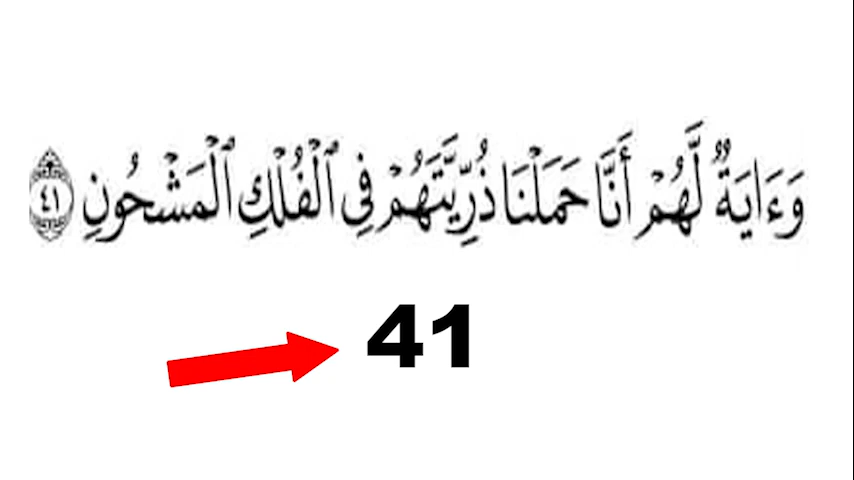 وَءَايَةٌ لَّهُمْ أَنَّا حَمَلْنَا ذُرِّيَّتَهُمْ فِى ٱلْفُلْكِ ٱلْمَشْحُونِ ٤١
41